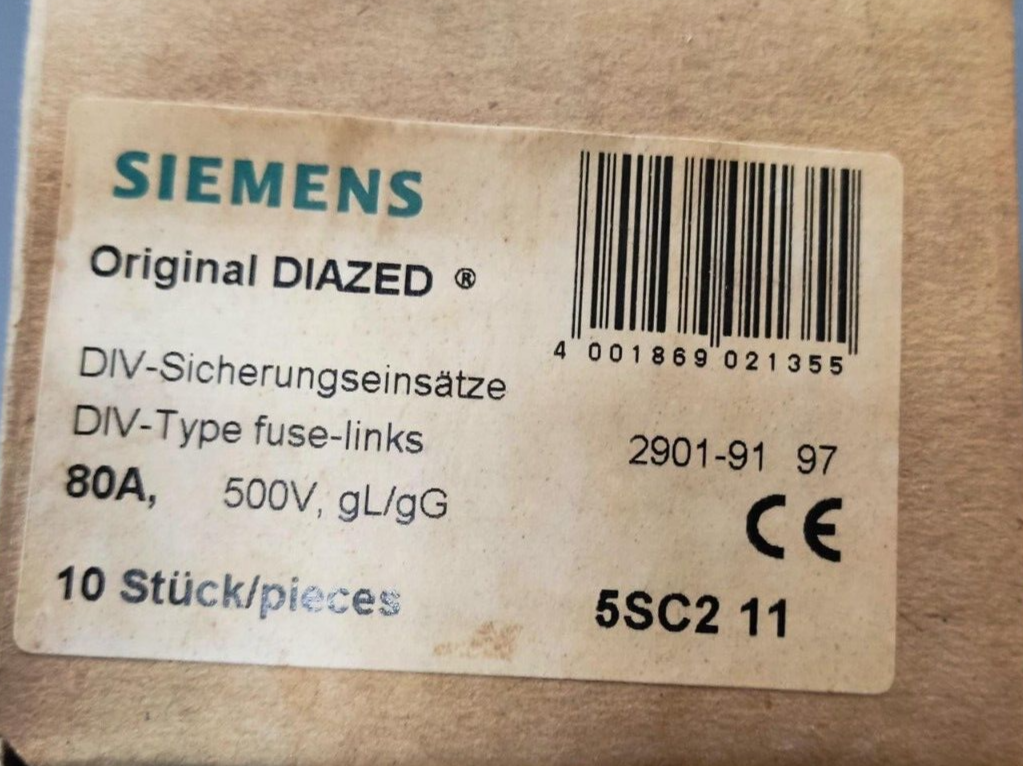 SIEMENS
Original DIAZED ®
DIV-Sicherungseinsätze
DIV-Type fuse-links
80A, 500V, gL/gG
10 Stück/pieces
4 001869 021355
2901-91 97
CE
5SC2 11